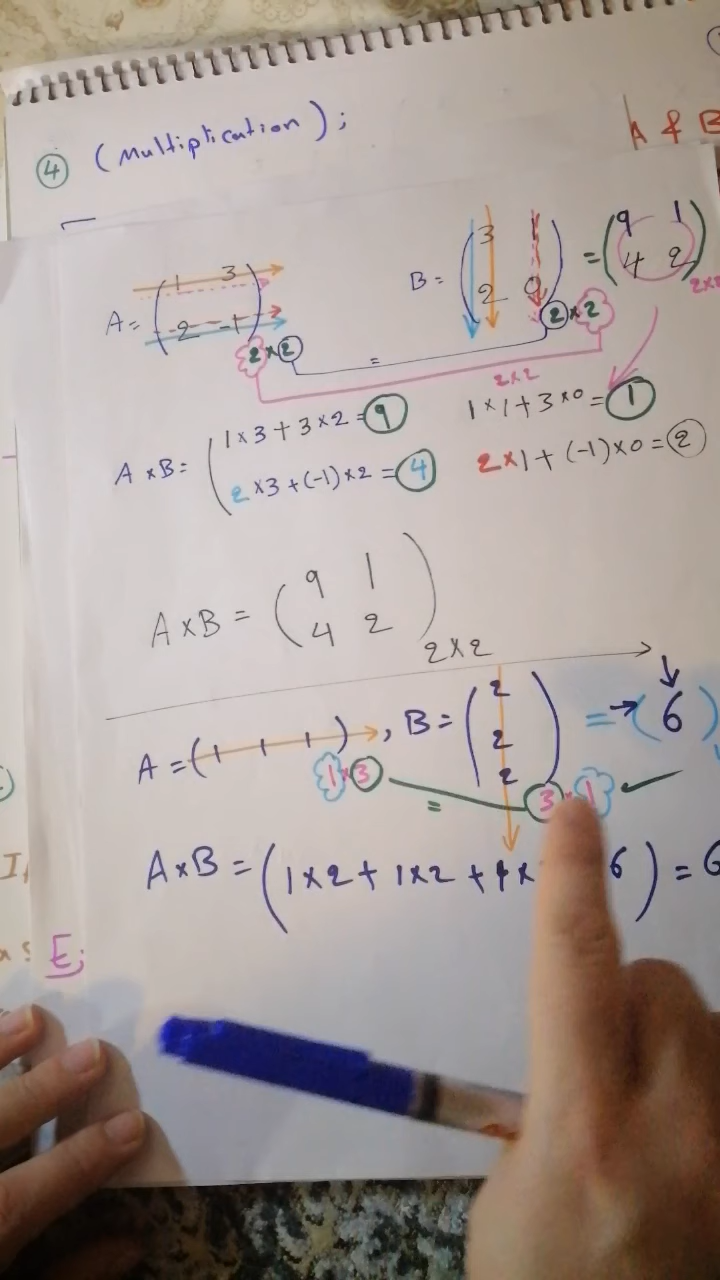 ④ (Multiplication);
A & B
A = ( 1 3
2 -1 ) 2×2
B = ( 3 1
2 0 ) 2×2
= ( 9 1
4 2 ) 2×2
=
2×2
A×B = ( 1×3+3×2=9 1×1+3×0=1
2×3+(-1)×2=4 2×1+(-1)×0=2
A×B = ( 9 1
4 2 ) 2×2
A = ( 1 1 1 ) 1×3 , B = ( 2
2
2 ) 3×1 = → ( 6 )
=
A×B = ( 1×2+1×2+1× 6 ) = 6
E;
I